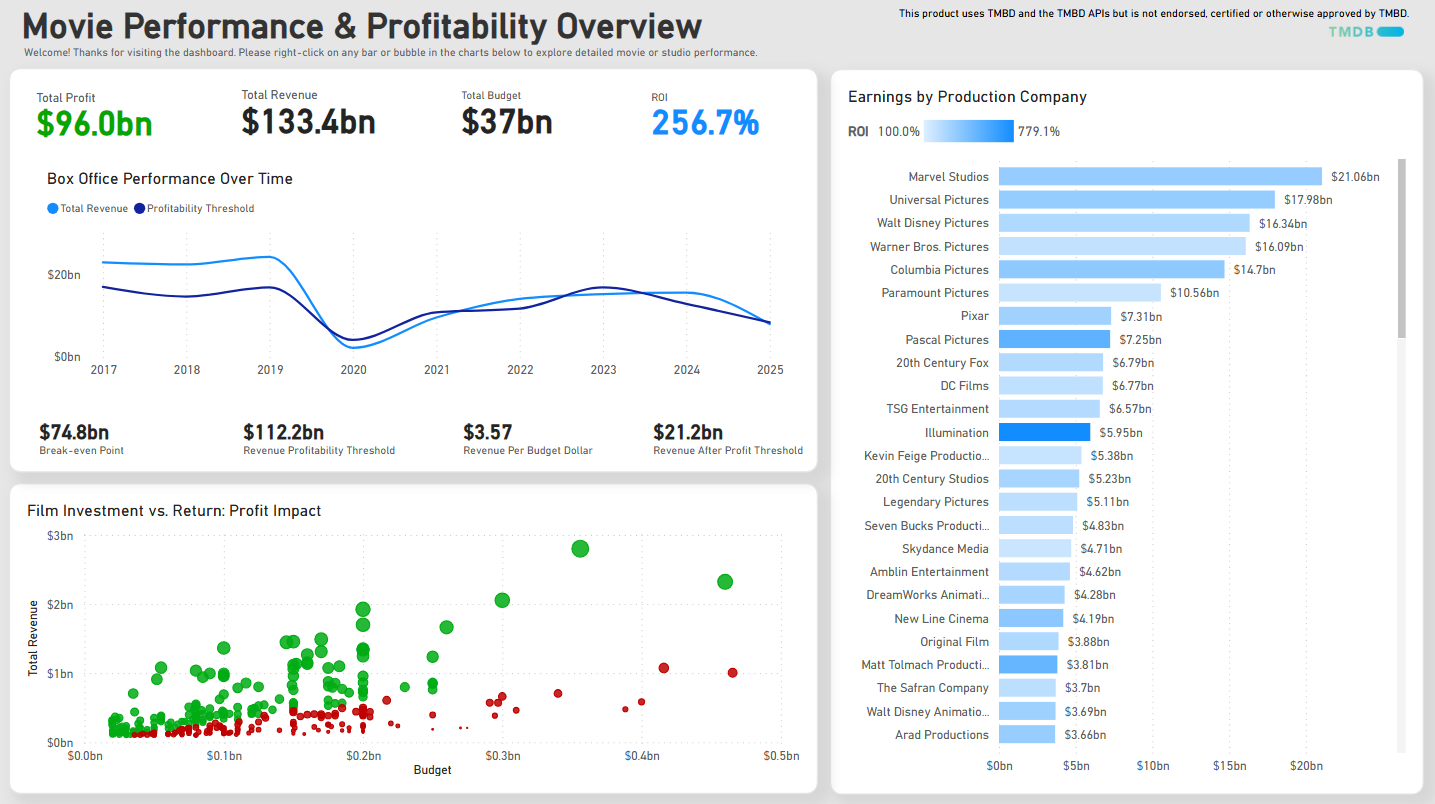 Movie Performance & Profitability Overview
This product uses TMBD and the TMBD APIs but is not endorsed, certified or otherwise approved by TMBD.
TMDB
Welcome! Thanks for visiting the dashboard. Please right-click on any bar or bubble in the charts below to explore detailed movie or studio performance.
Total Profit
$96.0bn
Total Revenue
$133.4bn
Total Budget
$37bn
ROI
256.7%
Box Office Performance Over Time
Total Revenue Profitability Threshold
$20bn
$0bn
2017 2018 2019 2020 2021 2022 2023 2024 2025
$74.8bn
Break-even Point
$112.2bn
Revenue Profitability Threshold
$3.57
Revenue Per Budget Dollar
$21.2bn
Revenue After Profit Threshold
Film Investment vs. Return: Profit Impact
Total Revenue
$3bn
$2bn
$1bn
$0bn
$0.0bn $0.1bn $0.2bn $0.3bn $0.4bn $0.5bn
Budget
Earnings by Production Company
ROI 100.0% 779.1%
Marvel Studios $21.06bn
Universal Pictures $17.98bn
Walt Disney Pictures $16.34bn
Warner Bros. Pictures $16.09bn
Columbia Pictures $14.7bn
Paramount Pictures $10.56bn
Pixar $7.31bn
Pascal Pictures $7.25bn
20th Century Fox $6.79bn
DC Films $6.77bn
TSG Entertainment $6.57bn
Illumination $5.95bn
Kevin Feige Productio... $5.38bn
20th Century Studios $5.23bn
Legendary Pictures $5.11bn
Seven Bucks Producti... $4.83bn
Skydance Media $4.71bn
Amblin Entertainment $4.62bn
DreamWorks Animati... $4.28bn
New Line Cinema $4.19bn
Original Film $3.88bn
Matt Tolmach Producti... $3.81bn
The Safran Company $3.7bn
Walt Disney Animatio... $3.69bn
Arad Productions $3.66bn
$0bn $5bn $10bn $15bn $20bn